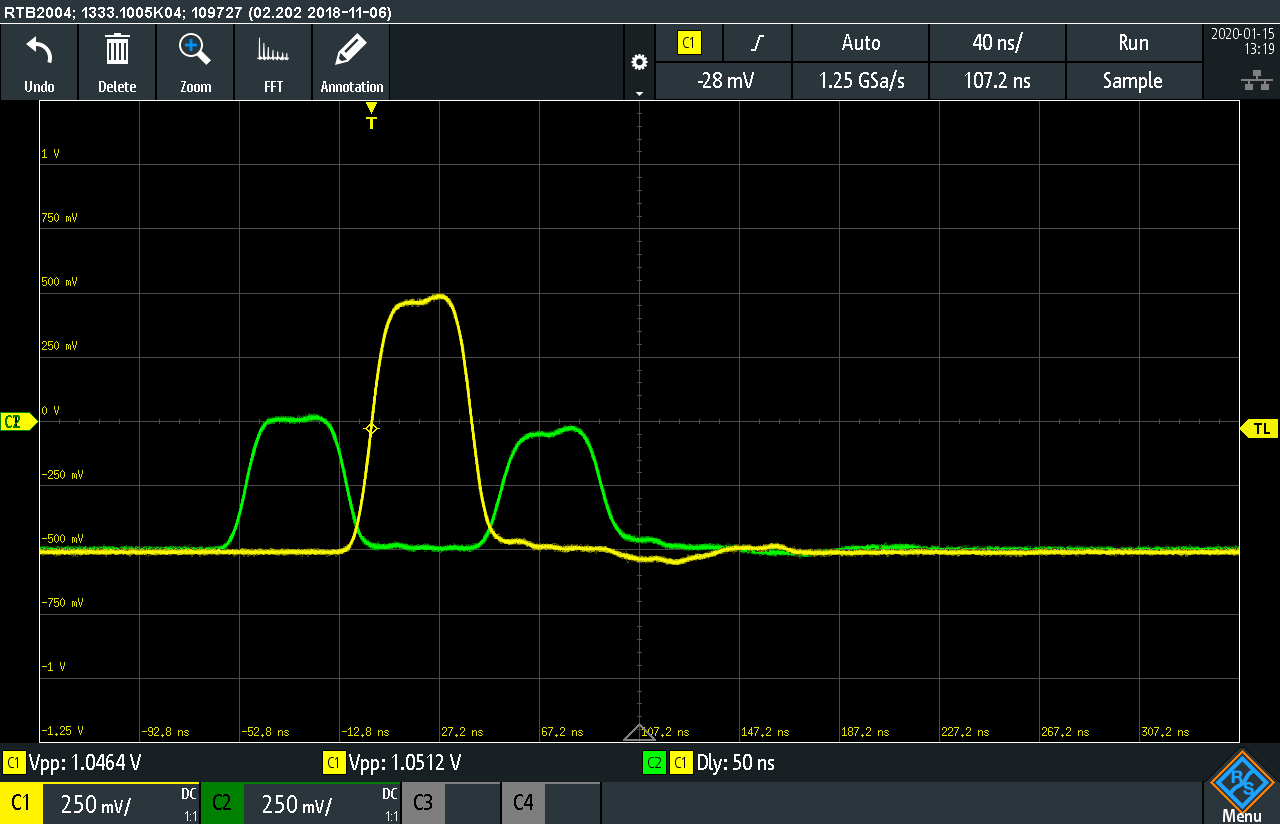 RTB2004; 1333.1005K04; 109727 (02.202 2018-11-06)
Undo
Delete
Zoom
FFT
Annotation
C1
Auto
40 ns/
Run
-28 mV
1.25 GSa/s
107.2 ns
Sample
2020-01-15
13:19
T
1 V
750 mV
500 mV
250 mV
0 V
-250 mV
-500 mV
-750 mV
-1 V
-1.25 V
TL
-92.8 ns
-52.8 ns
-12.8 ns
27.2 ns
67.2 ns
107.2 ns
147.2 ns
187.2 ns
227.2 ns
267.2 ns
307.2 ns
C1 Vpp: 1.0464 V
C1 Vpp: 1.0512 V
C2 C1 Dly: 50 ns
C1 250 mV/ DC 1:1
C2 250 mV/ DC 1:1
C3
C4
R S
Menu